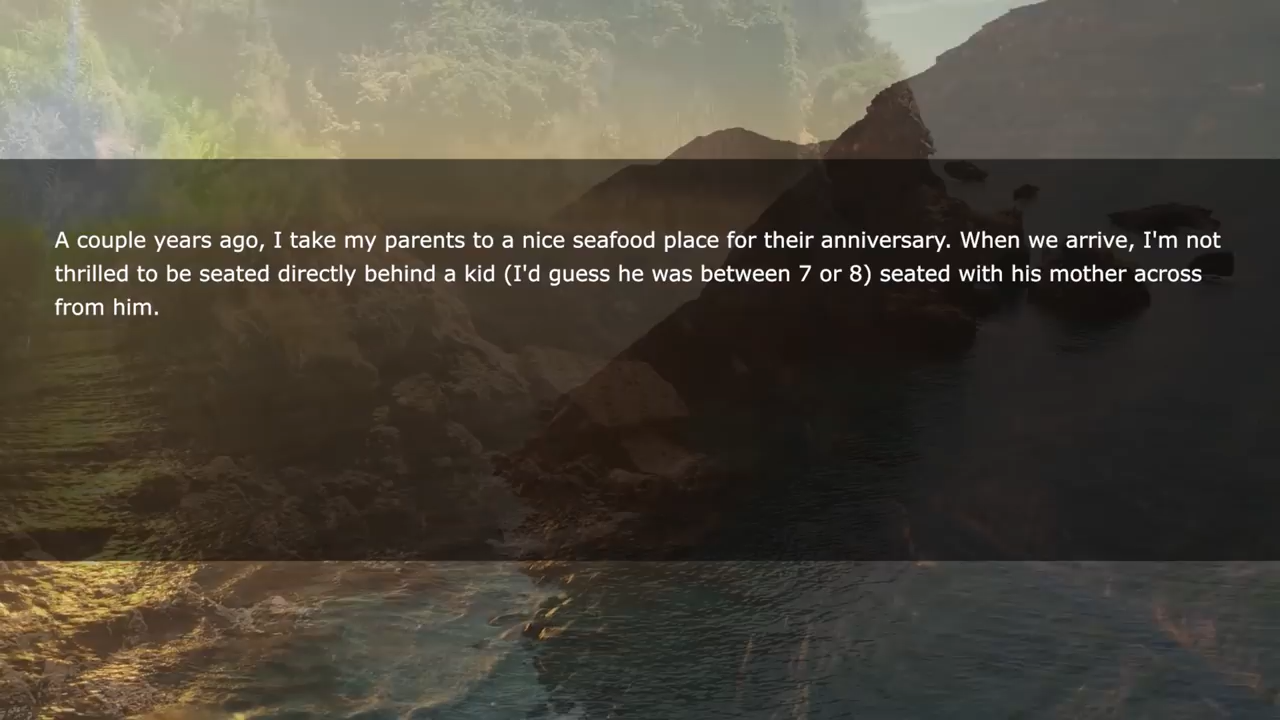 A couple years ago, I take my parents to a nice seafood place for their anniversary. When we arrive, I'm not
thrilled to be seated directly behind a kid (I'd guess he was between 7 or 8) seated with his mother across
from him.